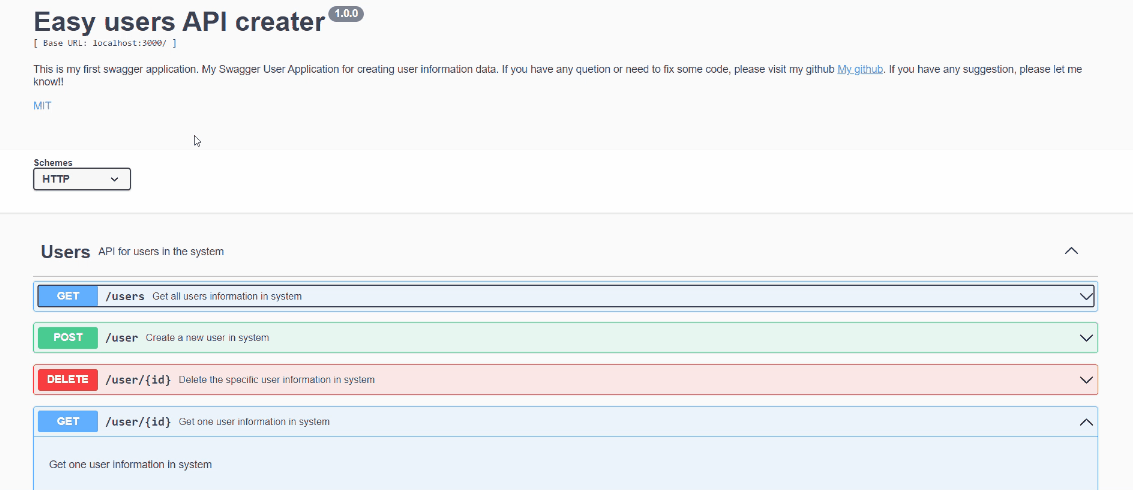 Easy users API creater 1.0.0
[ Base URL: localhost:3000/ ]
This is my first swagger application. My Swagger User Application for creating user information data. If you have any quetion or need to fix some code, please visit my github My github. If you have any suggestion, please let me
know!!
MIT
Schemes
HTTP
Users API for users in the system
GET /users Get all users information in system
POST /user Create a new user in system
DELETE /user/{id} Delete the specific user information in system
GET /user/{id} Get one user information in system
Get one user information in system